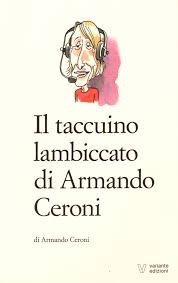 Il taccuino
lambiccato
di Armando
Ceroni
di Armando Ceroni
V variante
edizioni